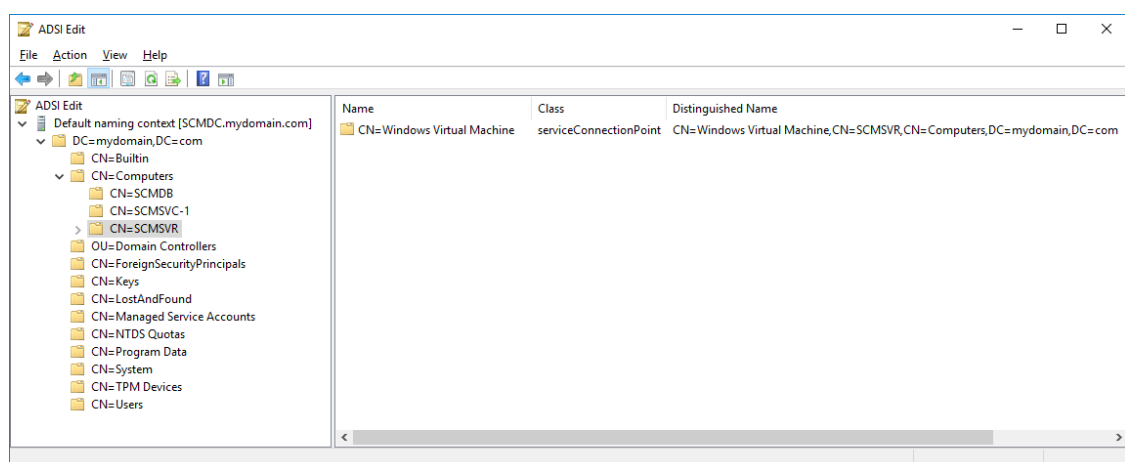 ADSI Edit
File Action View Help
ADSI Edit
Default naming context [SCMDC.mydomain.com]
DC=mydomain,DC=com
CN=Builtin
CN=Computers
CN=SCMDB
CN=SCMSVC-1
CN=SCMSVR
OU=Domain Controllers
CN=ForeignSecurityPrincipals
CN=Keys
CN=LostAndFound
CN=Managed Service Accounts
CN=NTDS Quotas
CN=Program Data
CN=System
CN=TPM Devices
CN=Users
Name Class Distinguished Name
CN=Windows Virtual Machine serviceConnectionPoint CN=Windows Virtual Machine,CN=SCMSVR,CN=Computers,DC=mydomain,DC=com